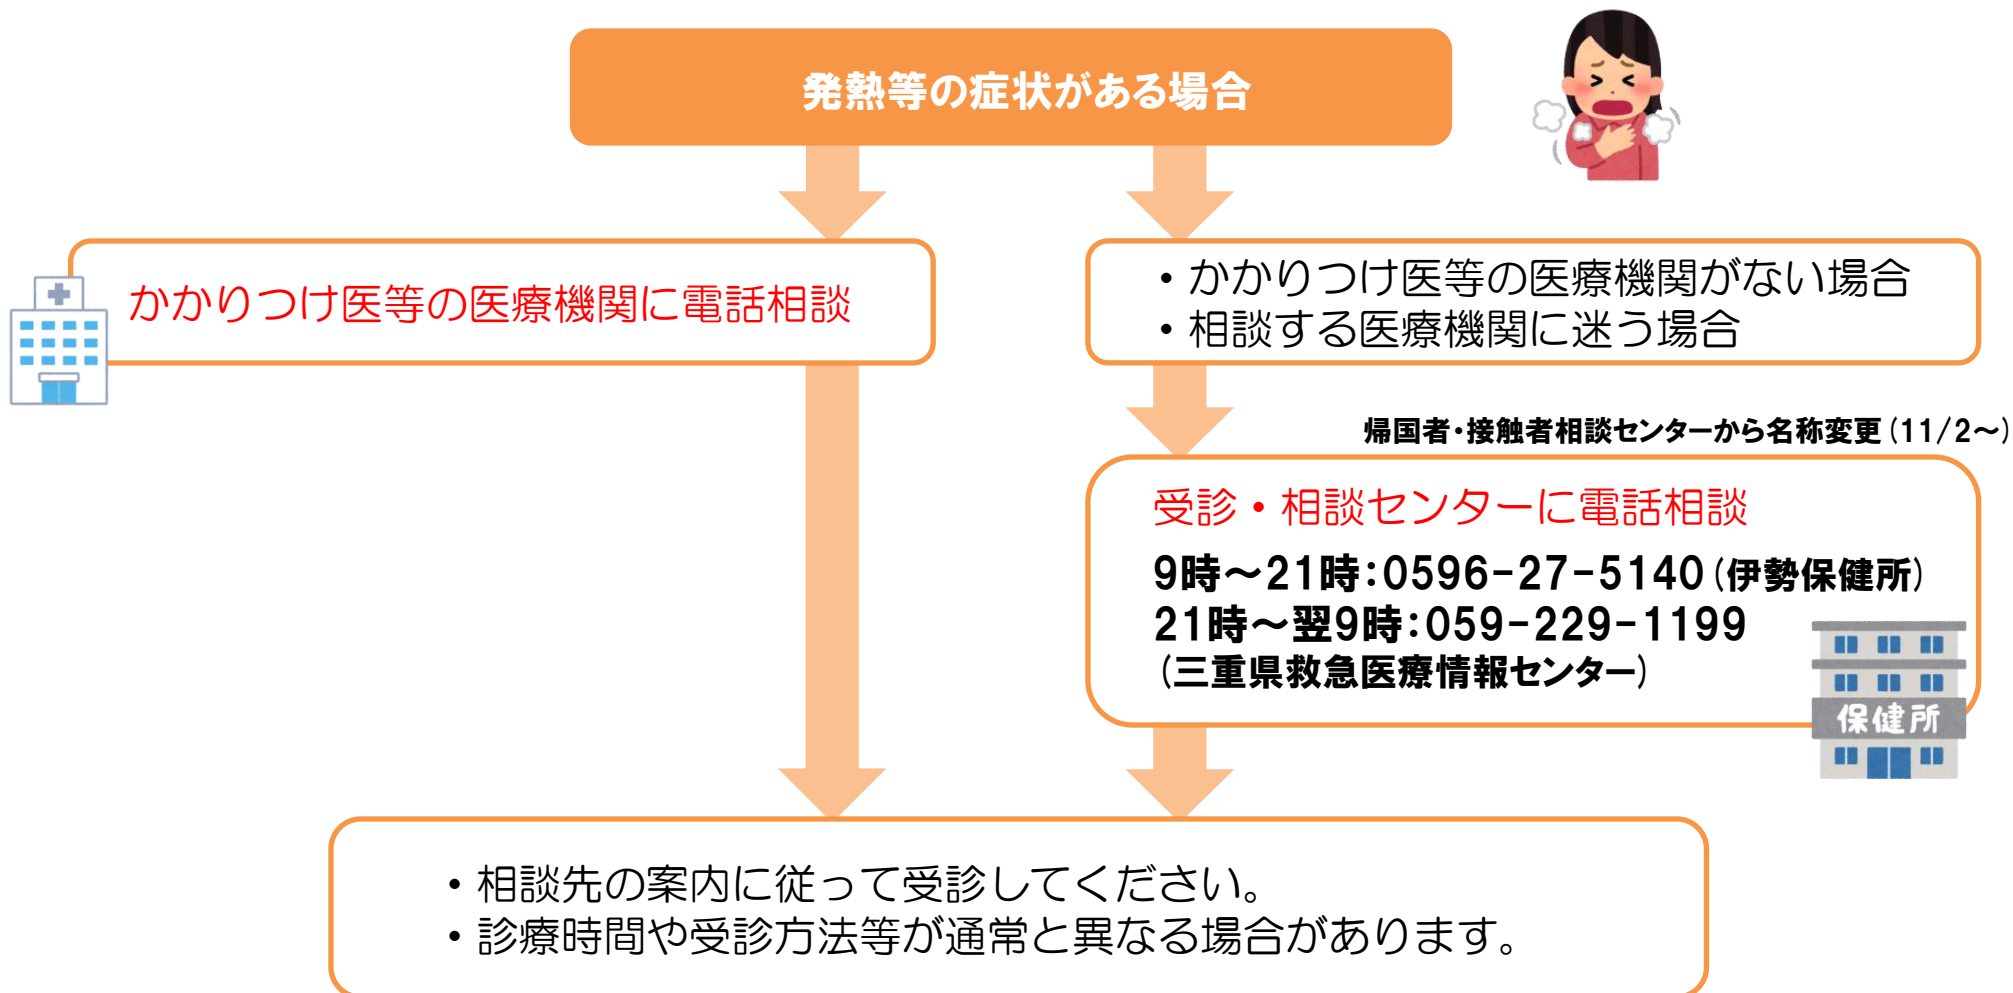 発熱等の症状がある場合
かかりつけ医等の医療機関に電話相談
・かかりつけ医等の医療機関がない場合
・相談する医療機関に迷う場合
帰国者・接触者相談センターから名称変更(11/2～)
受診・相談センターに電話相談
9時～21時：0596-27-5140(伊勢保健所)
21時～翌9時：059-229-1199
(三重県救急医療情報センター)
保健所
・相談先の案内に従って受診してください。
・診療時間や受診方法等が通常と異なる場合があります。